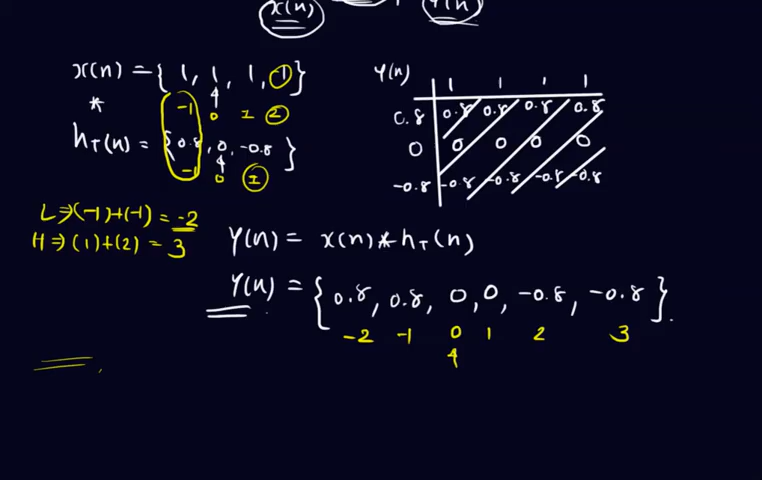 x(n) Y(n)
x(n) = { 1, 1, 1, -1 }
↑
-1 0 1 2
*
hT(n) = { 0.8, 0, -0.8 }
↑
-1 0 1
L ⇒ (-1)+(-1) = -2
H ⇒ (1)+(2) = 3
Y(n) 1 1 1 1
0.8 0.8 0.8 0.8 0.8
0 0 0 0 0
-0.8 -0.8 -0.8 -0.8 -0.8
Y(n) = x(n) * hT(n)
Y(n) = { 0.8, 0.8, 0, 0, -0.8, -0.8 }.
-2 -1 0 1 2 3
↑